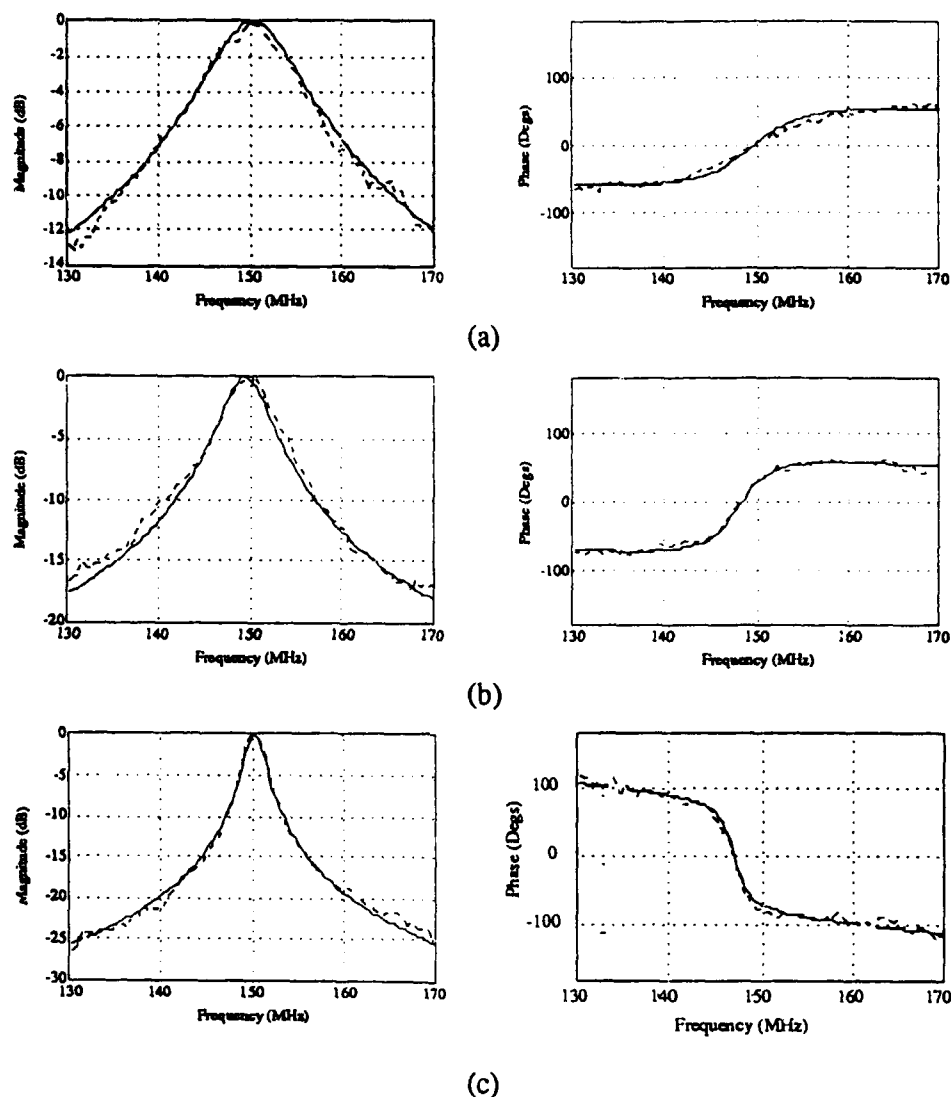 0
-2
-4
-6
-8
-10
-12
-14
Magnitude (dB)
130 140 150 160 170
Frequency (MHz)
100
0
-100
Phase (Degs)
130 140 150 160 170
Frequency (MHz)
(a)
0
-5
-10
-15
-20
Magnitude (dB)
130 140 150 160 170
Frequency (MHz)
100
0
-100
Phase (Degs)
130 140 150 160 170
Frequency (MHz)
(b)
0
-5
-10
-15
-20
-25
-30
Magnitude (dB)
130 140 150 160 170
Frequency (MHz)
100
0
-100
Phase (Degs)
130 140 150 160 170
Frequency (MHz)
(c)